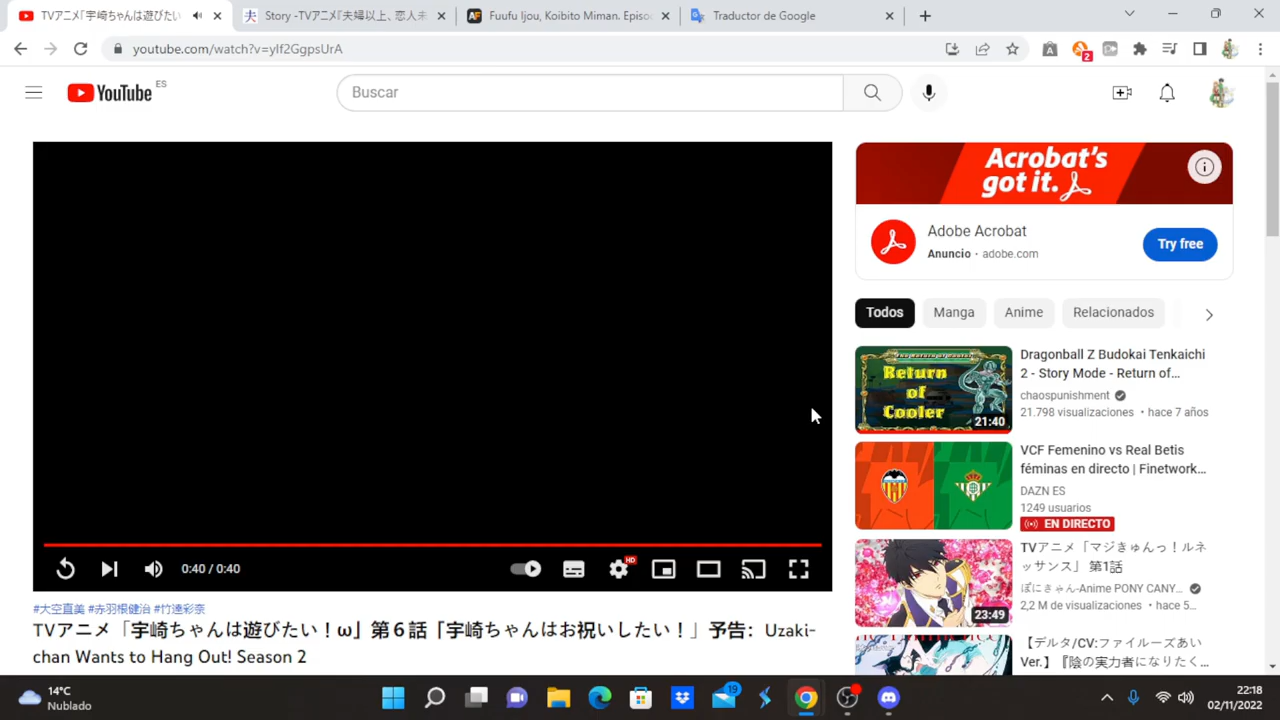 TVアニメ「宇崎ちゃんは遊びたい
Story -TVアニメ『夫婦以上、恋人未
Fuufu Ijou, Koibito Miman. Episod
Traductor de Google
youtube.com/watch?v=yIf2GgpsUrA
2
YouTube ES
Buscar
Acrobat's
got it.
Adobe Acrobat
Anuncio · adobe.com
Try free
Todos
Manga
Anime
Relacionados
The Return of Cooler
Return
of
Cooler
21:40
Dragonball Z Budokai Tenkaichi
2 - Story Mode - Return of...
chaospunishment
21.798 visualizaciones • hace 7 años
VCF Femenino vs Real Betis
féminas en directo | Finetwork...
DAZN ES
1249 usuarios
EN DIRECTO
23:49
TVアニメ「マジきゅんっ！ルネ
ッサンス」 第1話
ぽにきゃん-Anime PONY CANY...
2,2 M de visualizaciones • hace 5...
【デルタ/CV:ファイルーズあい
Ver.】『陰の実力者になりたく...
0:40 / 0:40
HD
#大空直美 #赤羽根健治 #竹達彩奈
TVアニメ「宇崎ちゃんは遊びたい！ω」第６話「宇崎ちゃんはお祝いしたい！」予告：Uzaki-
chan Wants to Hang Out! Season 2
14°C
Nublado
19
22:18
02/11/2022